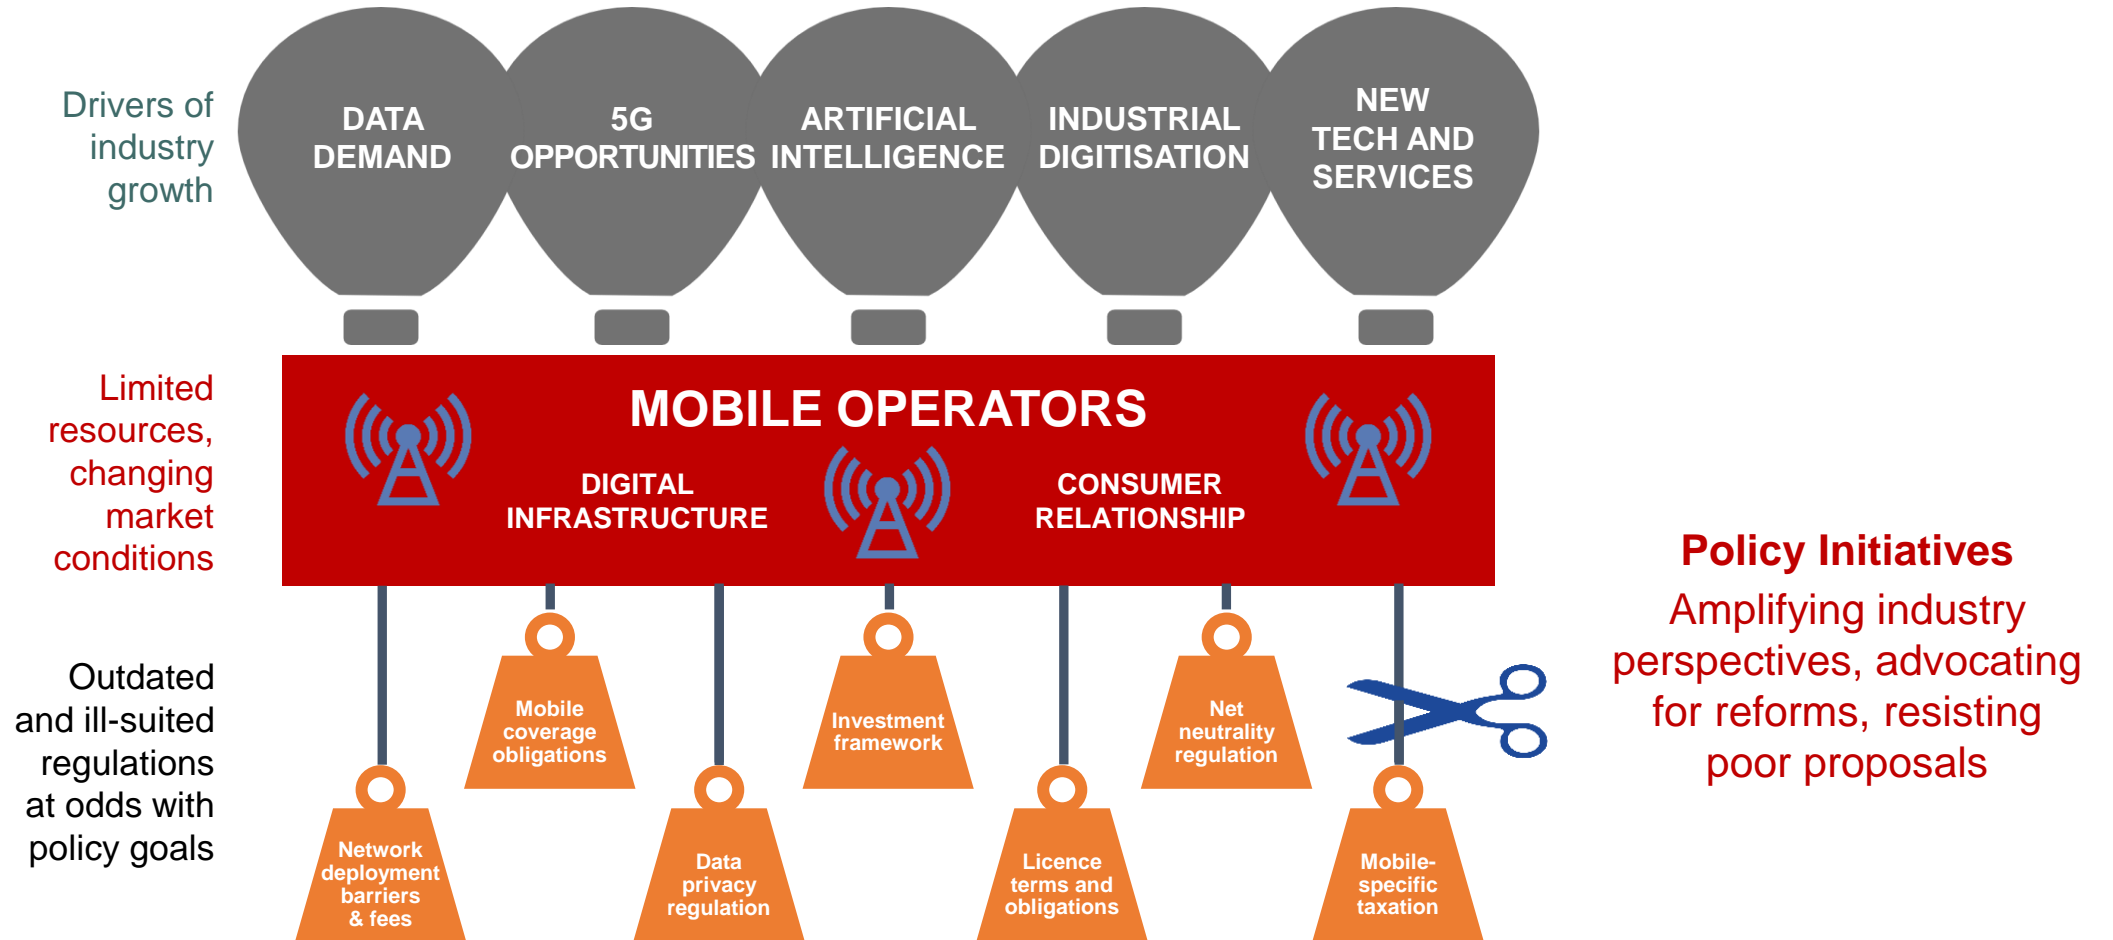 Drivers of
industry
growth
DATA
DEMAND
5G
OPPORTUNITIES
ARTIFICIAL
INTELLIGENCE
INDUSTRIAL
DIGITISATION
NEW
TECH AND
SERVICES
Limited
resources,
changing
market
conditions
MOBILE OPERATORS
DIGITAL
INFRASTRUCTURE
CONSUMER
RELATIONSHIP
Outdated
and ill-suited
regulations
at odds with
policy goals
Network
deployment
barriers
& fees
Mobile
coverage
obligations
Data
privacy
regulation
Investment
framework
Licence
terms and
obligations
Net
neutrality
regulation
Mobile-
specific
taxation
Policy Initiatives
Amplifying industry
perspectives, advocating
for reforms, resisting
poor proposals